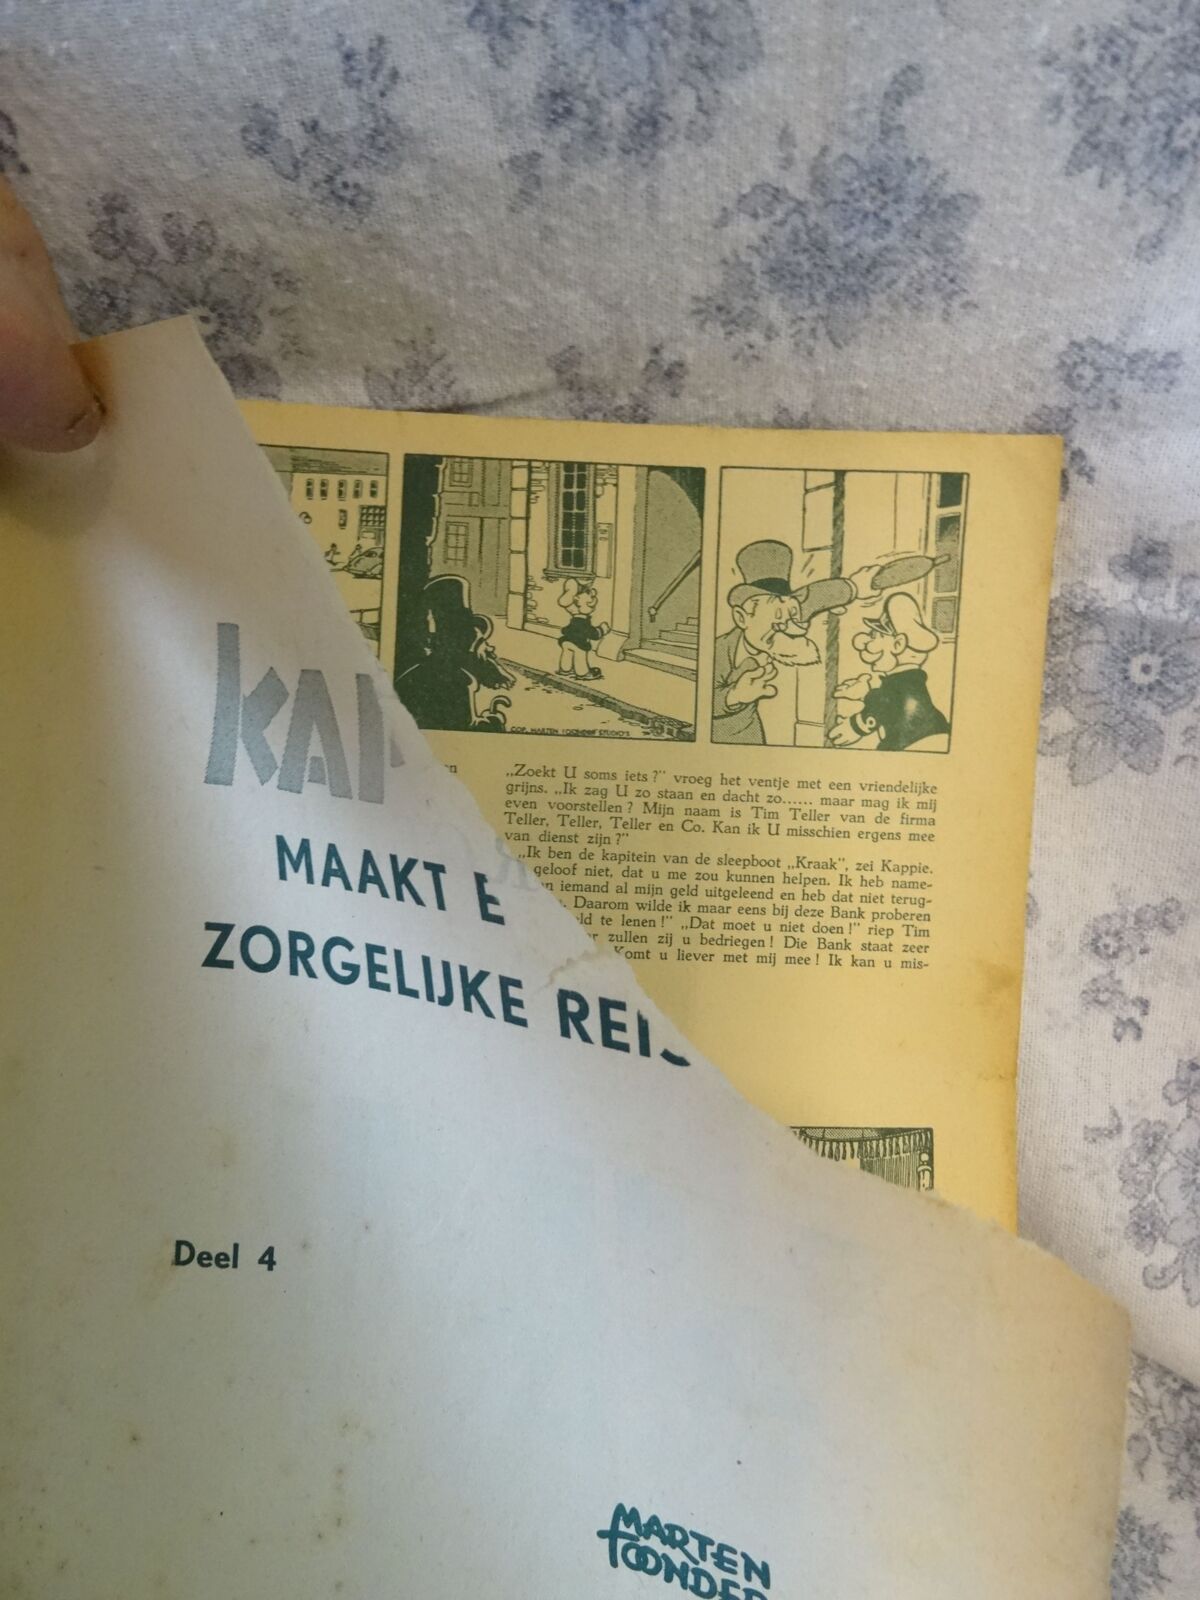 COP. MARTEN TOONDER STUDIO'S
„Zoekt U soms iets?” vroeg het ventje met een vriendelijke
grijns. „Ik zag U zo staan en dacht zo...... maar mag ik mij
even voorstellen? Mijn naam is Tim Teller van de firma
Teller, Teller, Teller en Co. Kan ik U misschien ergens mee
van dienst zijn?”
„Ik ben de kapitein van de sleepboot „Kraak”, zei Kappie.
geloof niet, dat u me zou kunnen helpen. Ik heb name-
iemand al mijn geld uitgeleend en heb dat niet terug-
Daarom wilde ik maar eens bij deze Bank proberen
te lenen!” „Dat moet u niet doen!” riep Tim
zullen zij u bedriegen! Die Bank staat zeer
Komt u liever met mij mee! Ik kan u mis-
KAP
MAAKT E
ZORGELIJKE REIS
Deel 4
MARTEN
TOONDER